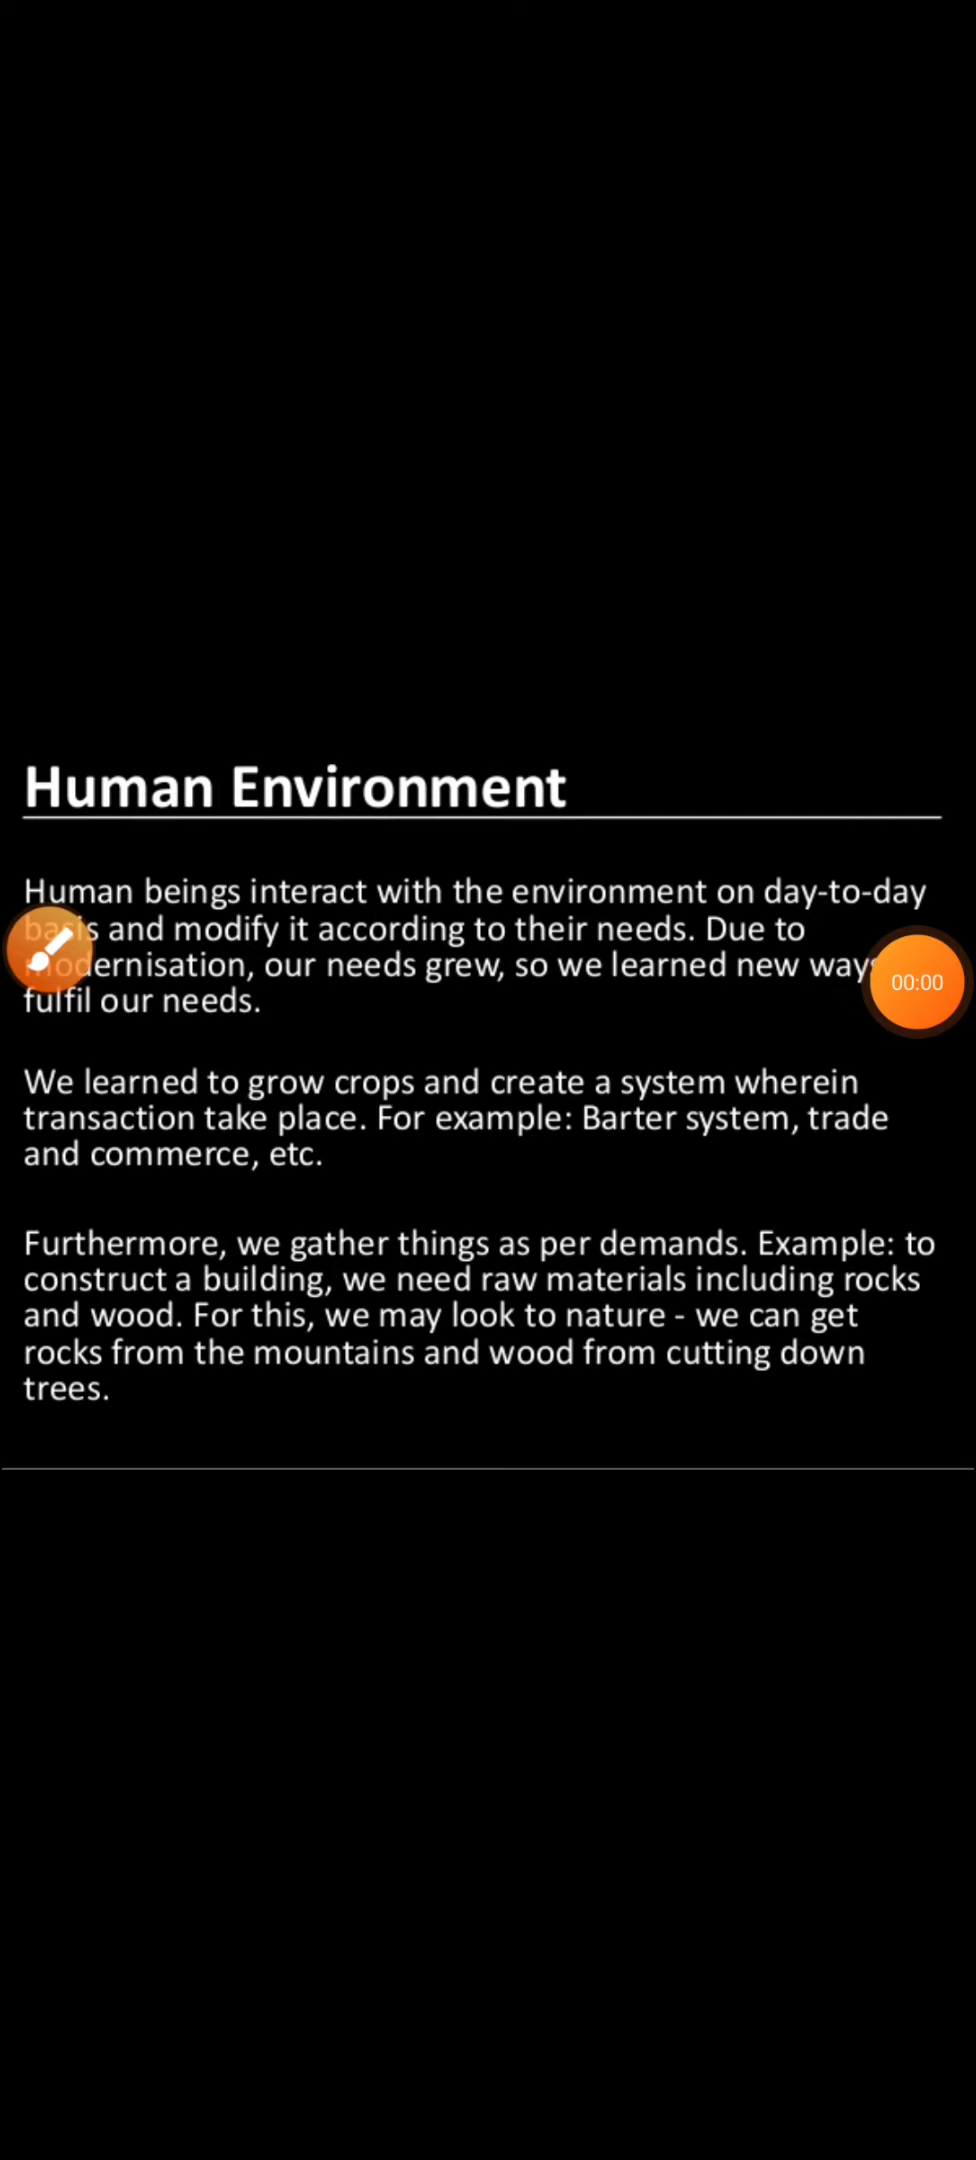 Human Environment
Human beings interact with the environment on day-to-day
basis and modify it according to their needs. Due to
modernisation, our needs grew, so we learned new ways
fulfil our needs.
We learned to grow crops and create a system wherein
transaction take place. For example: Barter system, trade
and commerce, etc.
Furthermore, we gather things as per demands. Example: to
construct a building, we need raw materials including rocks
and wood. For this, we may look to nature - we can get
rocks from the mountains and wood from cutting down
trees.
00:00